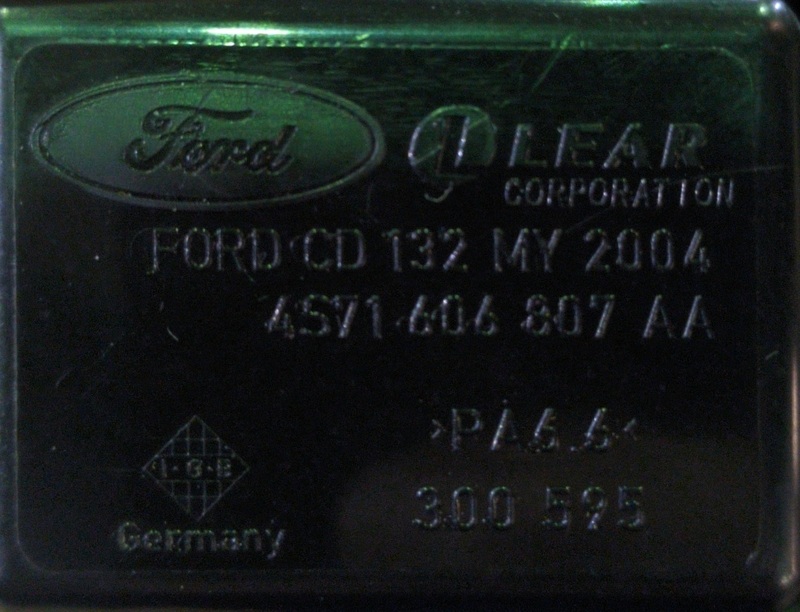 Ford
LEAR
CORPORATION
FORD CD 132 MY 2004
4S71 606 807 AA
>PA6.6<
300 595
I·G·E
Germany